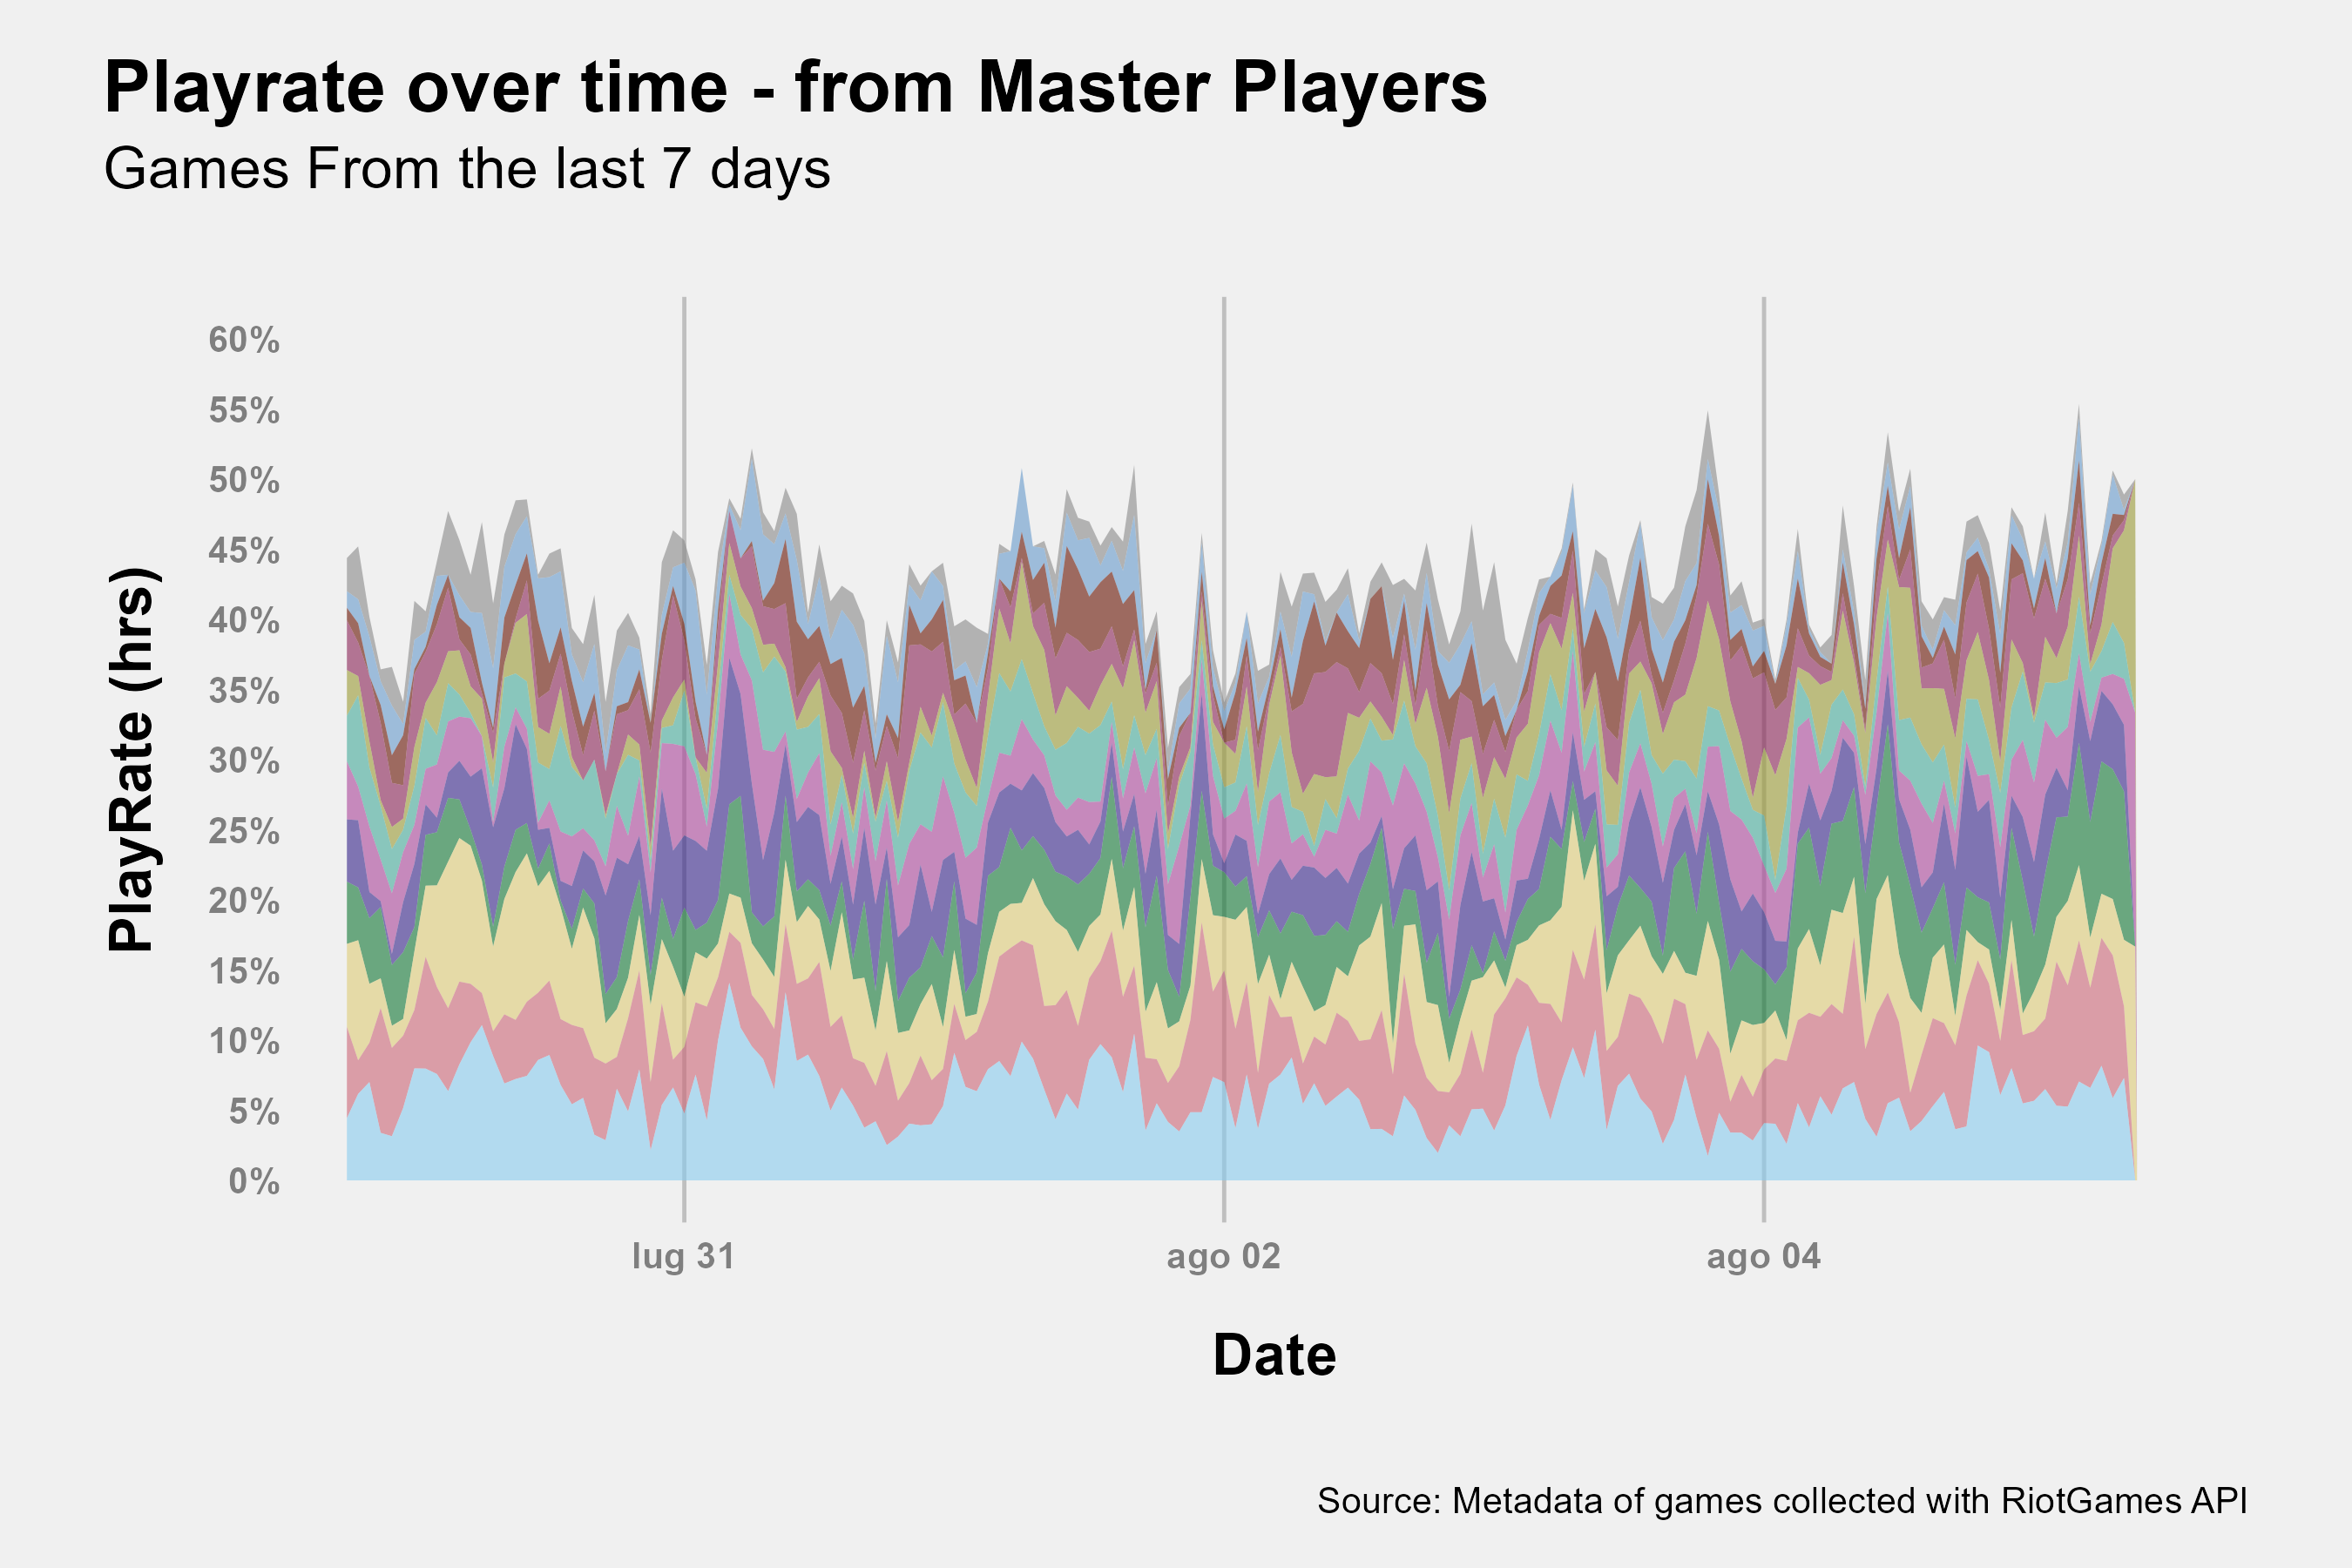 Playrate over time - from Master Players
Games From the last 7 days
PlayRate (hrs)
60%
55%
50%
45%
40%
35%
30%
25%
20%
15%
10%
5%
0%
lug 31
ago 02
ago 04
Date
Source: Metadata of games collected with RiotGames API